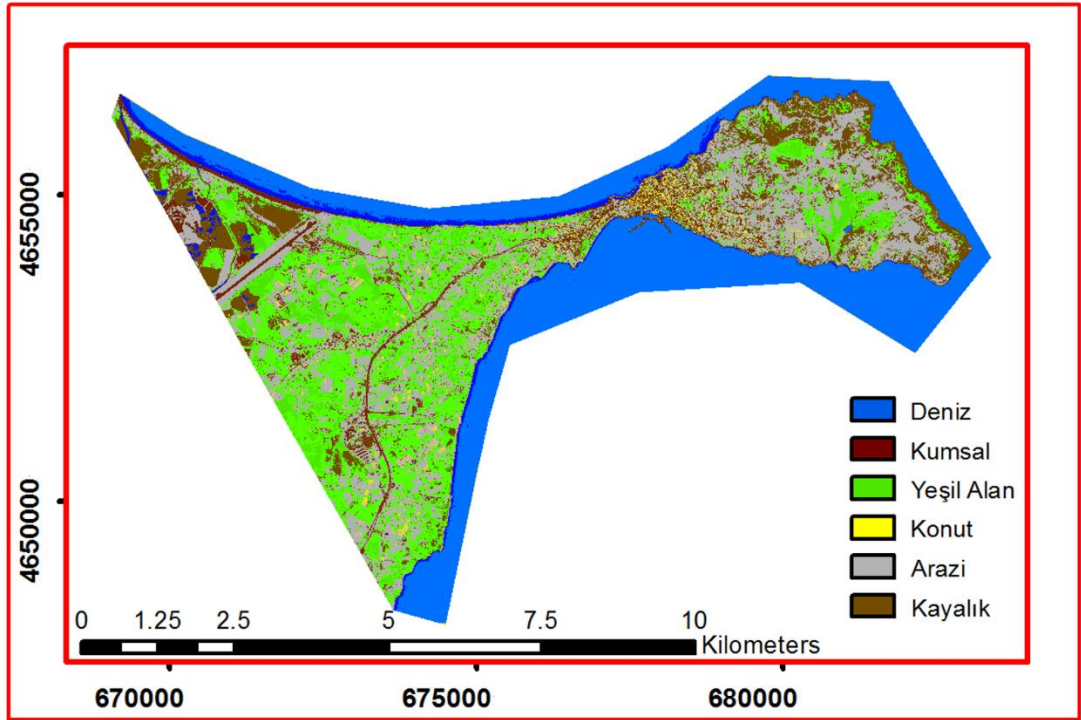 4655000
4650000
Deniz
Kumsal
Yeşil Alan
Konut
Arazi
Kayalık
0 1.25 2.5 5 7.5 10
Kilometers
670000 675000 680000